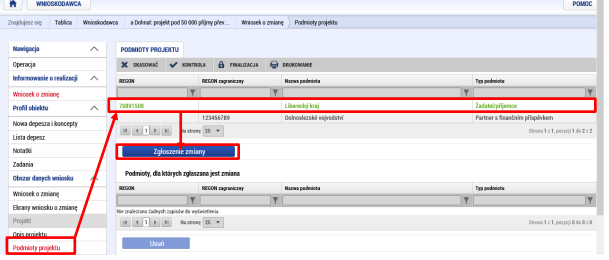 WNIOSKODAWCA POMOC
Znajdujesz się Tablica Wnioskodawca a Dohnal: projekt pod 50 000 příjmy přev... Wniosek o zmianę Podmioty projektu
Nawigacja
Operacja
Informowanie o realizacji
Wniosek o zmianę
Profil obiektu
Nowa depesza i koncepty
Lista depesz
Notatki
Zadania
Obszar danych wniosku
Wniosek o zmianę
Ekrany wniosku o zmianę
Projekt
Opis projektu
Podmioty projektu
PODMIOTY PROJEKTU
SKASOWAĆ KONTROLA FINALIZACJA DRUKOWANIE
REGON REGON zagraniczny Nazwa podmiotu Typ podmiotu
70891508 Liberecký kraj Žadatel/příjemce
123456789 Dolnoslezské vojvodství Partner s finančním příspěvkem
1 Na stronę 25 Strona 1 z 1, pozycji 1 do 2 z 2
Zgłoszenie zmiany
Podmioty, dla których zgłaszana jest zmiana
REGON REGON zagraniczny Nazwa podmiotu Typ podmiotu
Nie znaleziono żadnych zapisów do wyświetlenia
1 Na stronę 25 Strona 1 z 1, pozycji 0 do 0 z 0
Usuń